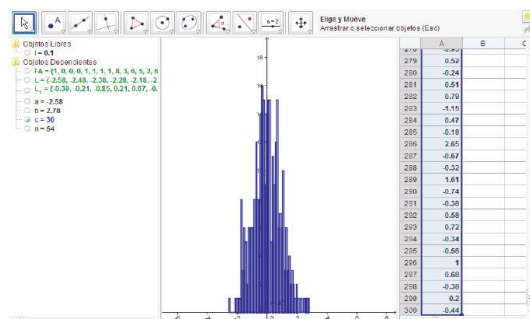 a=2
Elige y Mueve
Arrastrar o seleccionar objetos (Esc)
Objetos Libres
i = 0.1
Objetos Dependientes
FA = {1, 0, 0, 0, 1, 1, 1, 1, 8, 3, 6, 5, 2, 6
L = {-2.58, -2.48, -2.38, -2.28, -2.18, -2
L₁ = {-0.39, -0.21, -0.85, 0.21, 0.07, -0.
a = -2.58
b = 2.78
c = 30
n = 54
18
A B C
279 0.52
280 -0.24
281 0.51
282 0.79
283 -1.15
284 0.47
285 -0.18
286 2.65
287 -0.67
288 -0.32
289 1.61
290 -0.74
291 -0.38
292 0.58
293 0.72
294 -0.34
295 -0.56
296 1
297 0.68
298 -0.38
299 0.2
300 -0.44